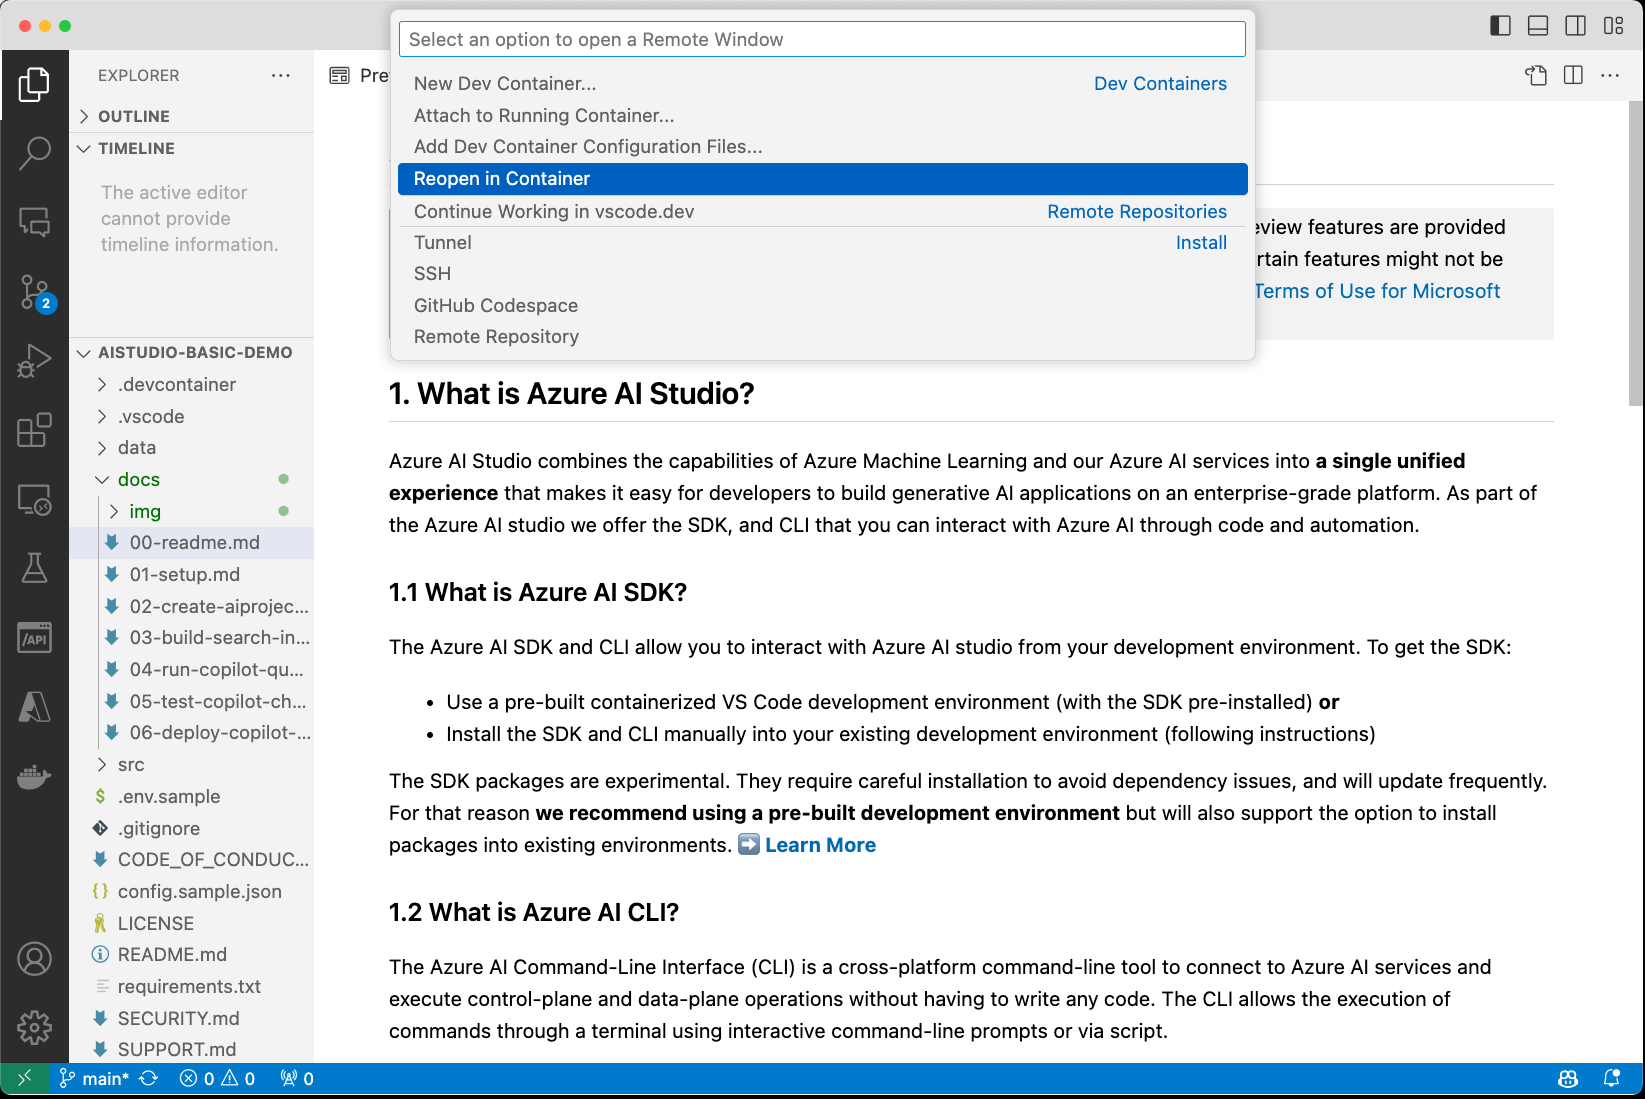 Select an option to open a Remote Window
New Dev Container... Dev Containers
Attach to Running Container...
Add Dev Container Configuration Files...
Reopen in Container
Continue Working in vscode.dev Remote Repositories
Tunnel Install
SSH
GitHub Codespace
Remote Repository
EXPLORER
OUTLINE
TIMELINE
The active editor
cannot provide
timeline information.
2
AISTUDIO-BASIC-DEMO
.devcontainer
.vscode
data
docs
img
00-readme.md
01-setup.md
02-create-aiprojec...
03-build-search-in...
04-run-copilot-qu...
05-test-copilot-ch...
06-deploy-copilot-...
src
.env.sample
.gitignore
CODE_OF_CONDUC...
config.sample.json
LICENSE
README.md
requirements.txt
SECURITY.md
SUPPORT.md
/API
Pre
eview features are provided
rtain features might not be
Terms of Use for Microsoft
1. What is Azure AI Studio?
Azure AI Studio combines the capabilities of Azure Machine Learning and our Azure AI services into a single unified
experience that makes it easy for developers to build generative AI applications on an enterprise-grade platform. As part of
the Azure AI studio we offer the SDK, and CLI that you can interact with Azure AI through code and automation.
1.1 What is Azure AI SDK?
The Azure AI SDK and CLI allow you to interact with Azure AI studio from your development environment. To get the SDK:
• Use a pre-built containerized VS Code development environment (with the SDK pre-installed) or
• Install the SDK and CLI manually into your existing development environment (following instructions)
The SDK packages are experimental. They require careful installation to avoid dependency issues, and will update frequently.
For that reason we recommend using a pre-built development environment but will also support the option to install
packages into existing environments. ➡️ Learn More
1.2 What is Azure AI CLI?
The Azure AI Command-Line Interface (CLI) is a cross-platform command-line tool to connect to Azure AI services and
execute control-plane and data-plane operations without having to write any code. The CLI allows the execution of
commands through a terminal using interactive command-line prompts or via script.
main* 0 0 0